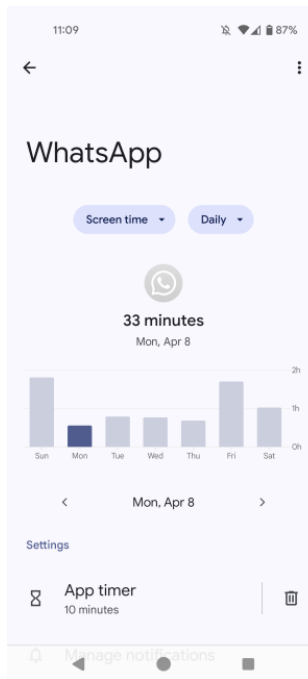 11:09
87%
WhatsApp
Screen time
Daily
33 minutes
Mon, Apr 8
2h
1h
0h
Sun Mon Tue Wed Thu Fri Sat
Mon, Apr 8
Settings
App timer
10 minutes
Manage notifications